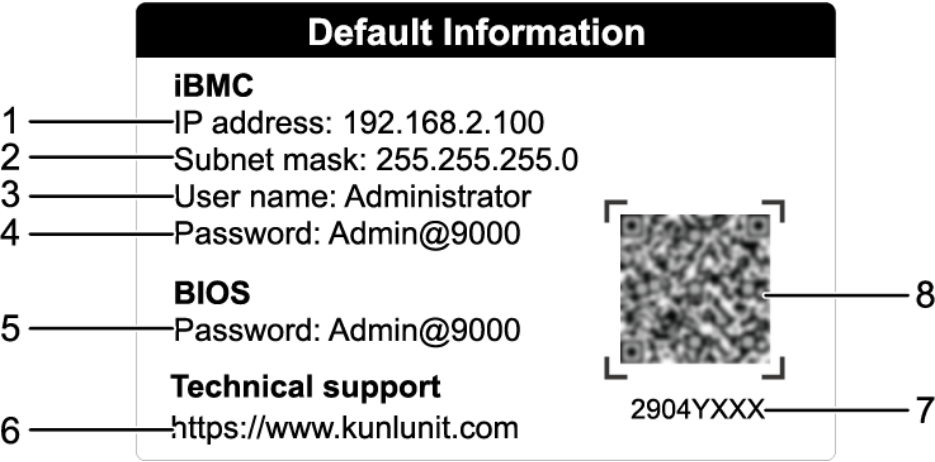 Default Information
iBMC
1 IP address: 192.168.2.100
2 Subnet mask: 255.255.255.0
3 User name: Administrator
4 Password: Admin@9000
BIOS
5 Password: Admin@9000
8
Technical support
2904YXXX 7
6 https://www.kunlunit.com